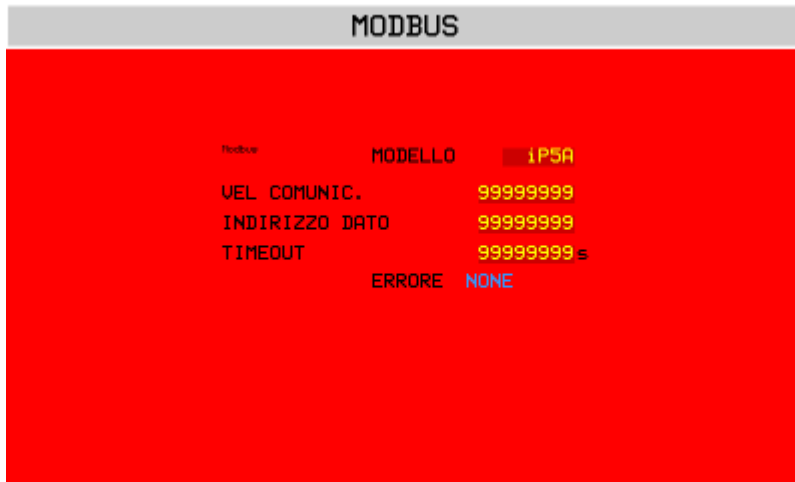 MODBUS
Modbus MODELLO iP5A
VEL COMUNIC. 99999999
INDIRIZZO DATO 99999999
TIMEOUT 99999999 s
ERRORE NONE